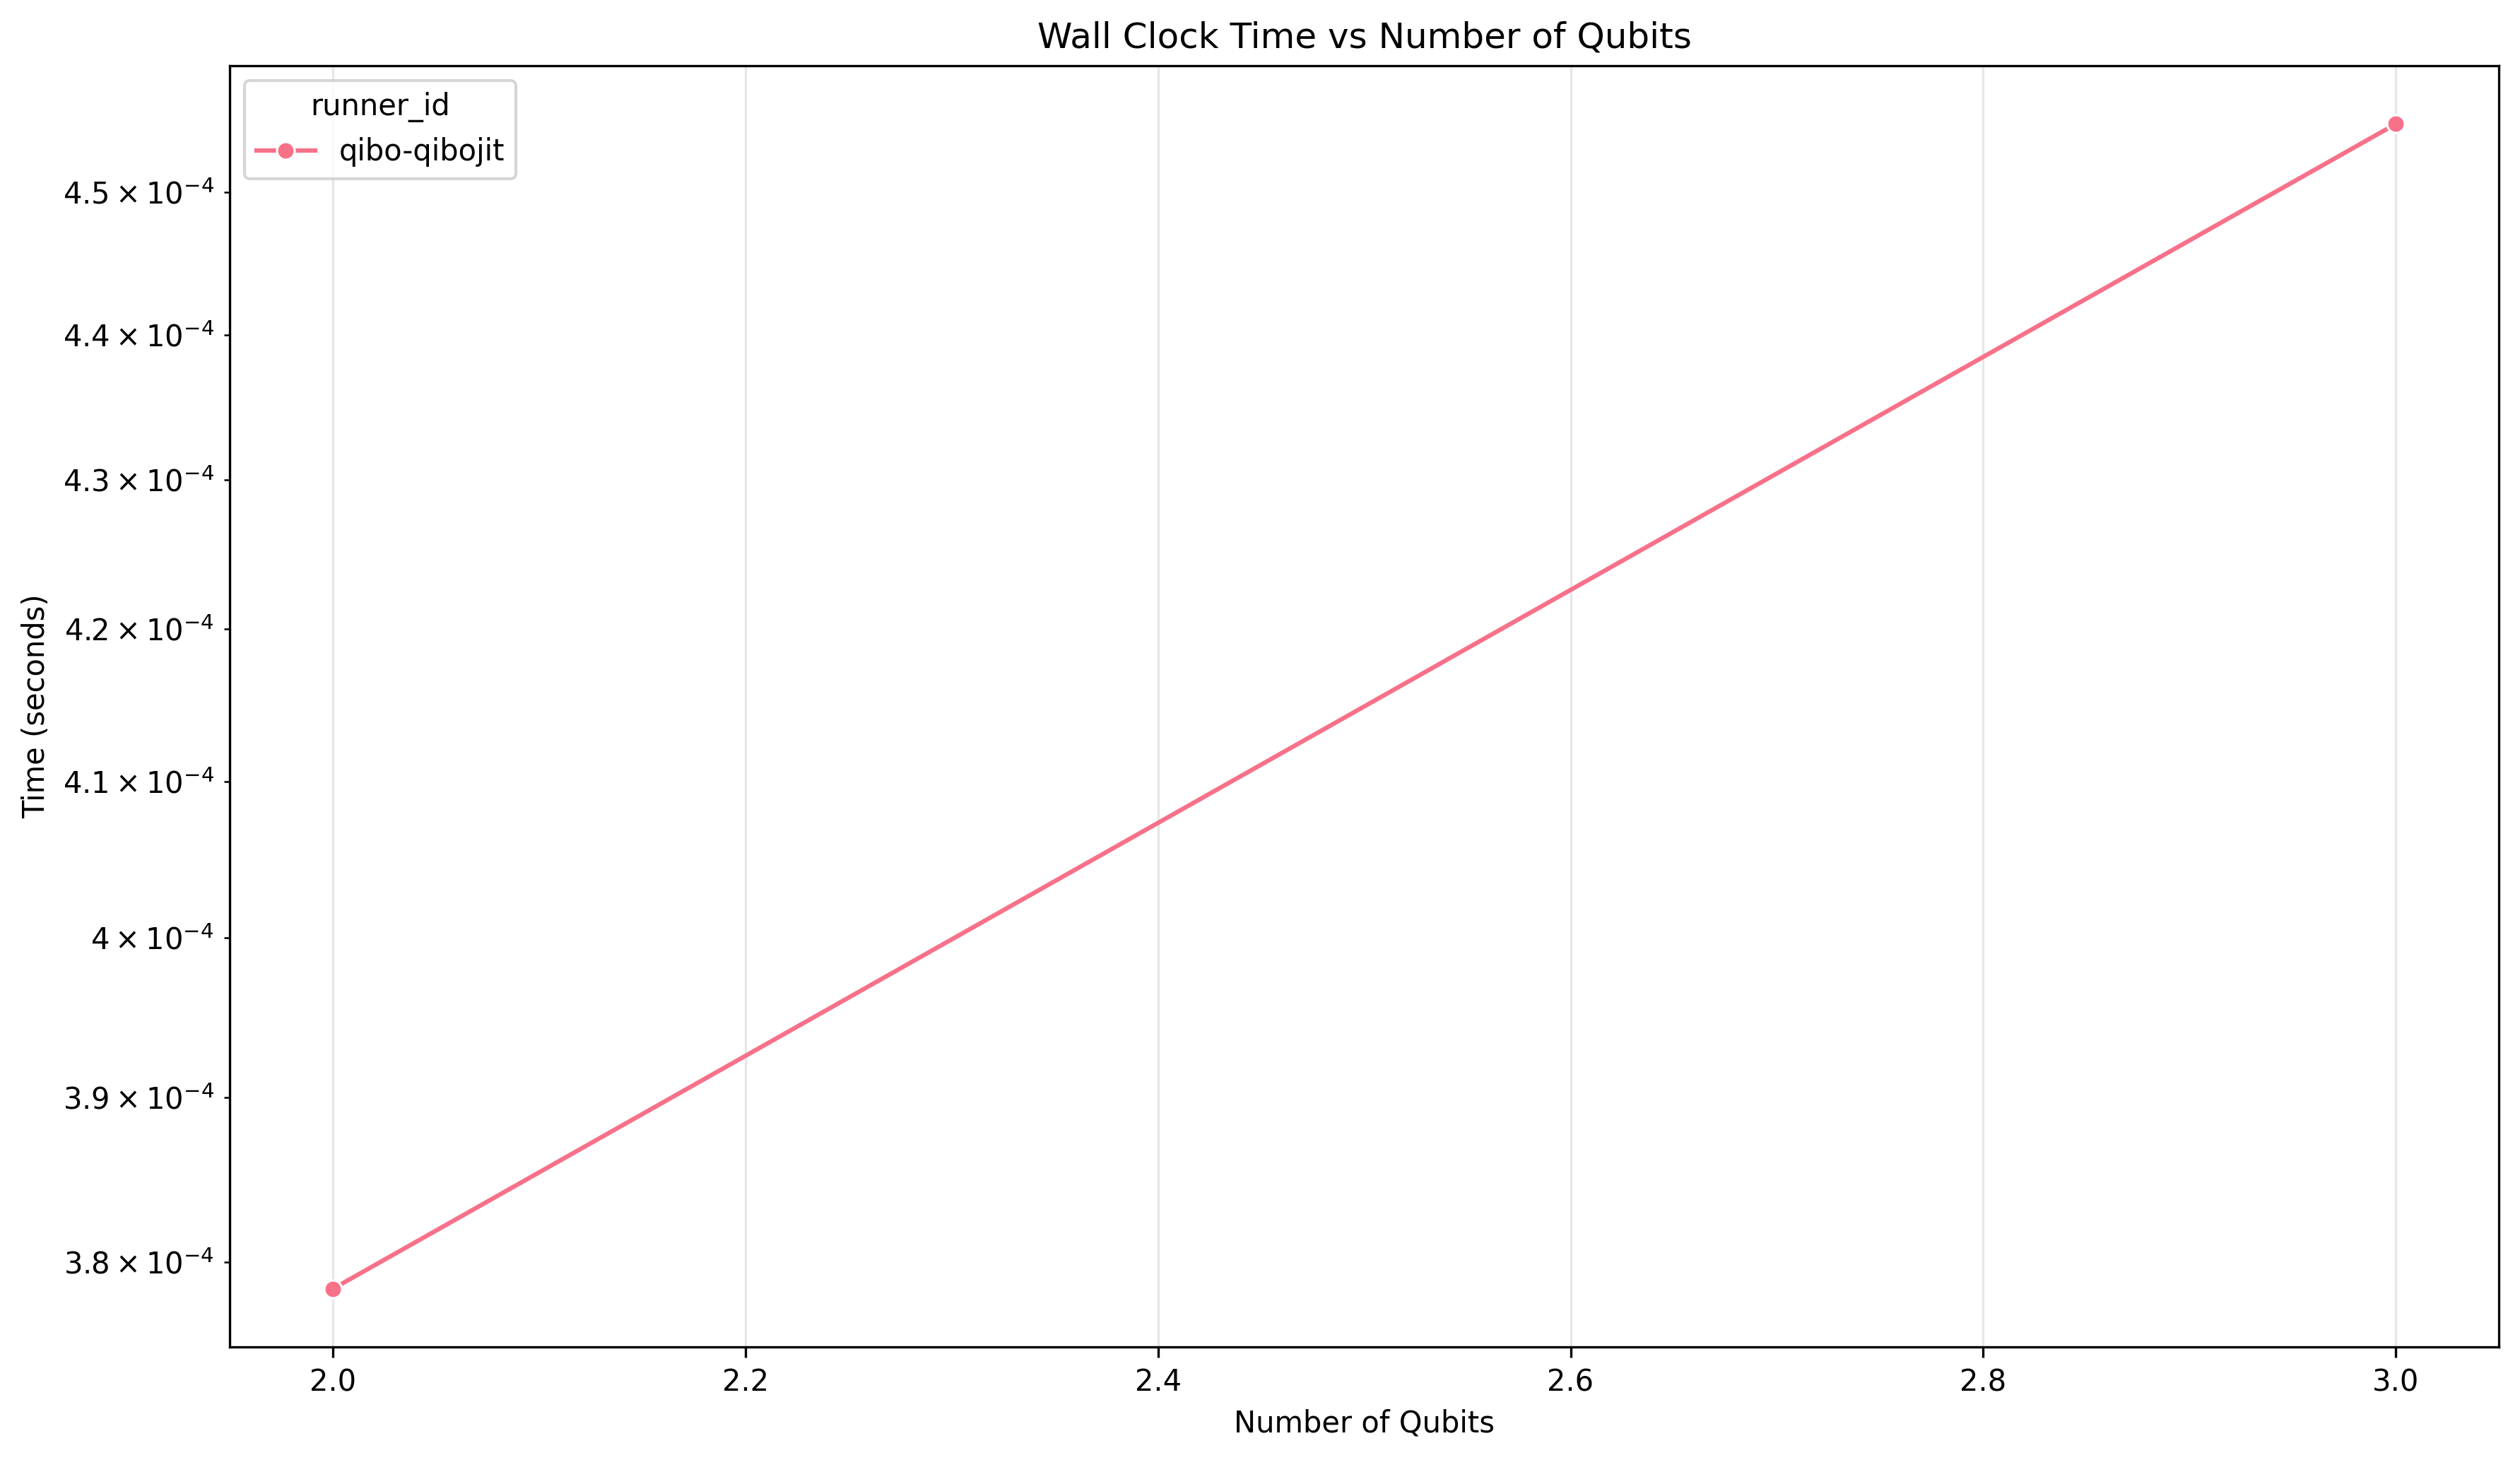 Wall Clock Time vs Number of Qubits
runner_id
qibo-qibojit
4.5 × 10⁻⁴
4.4 × 10⁻⁴
4.3 × 10⁻⁴
4.2 × 10⁻⁴
4.1 × 10⁻⁴
4 × 10⁻⁴
3.9 × 10⁻⁴
3.8 × 10⁻⁴
Time (seconds)
2.0 2.2 2.4 2.6 2.8 3.0
Number of Qubits